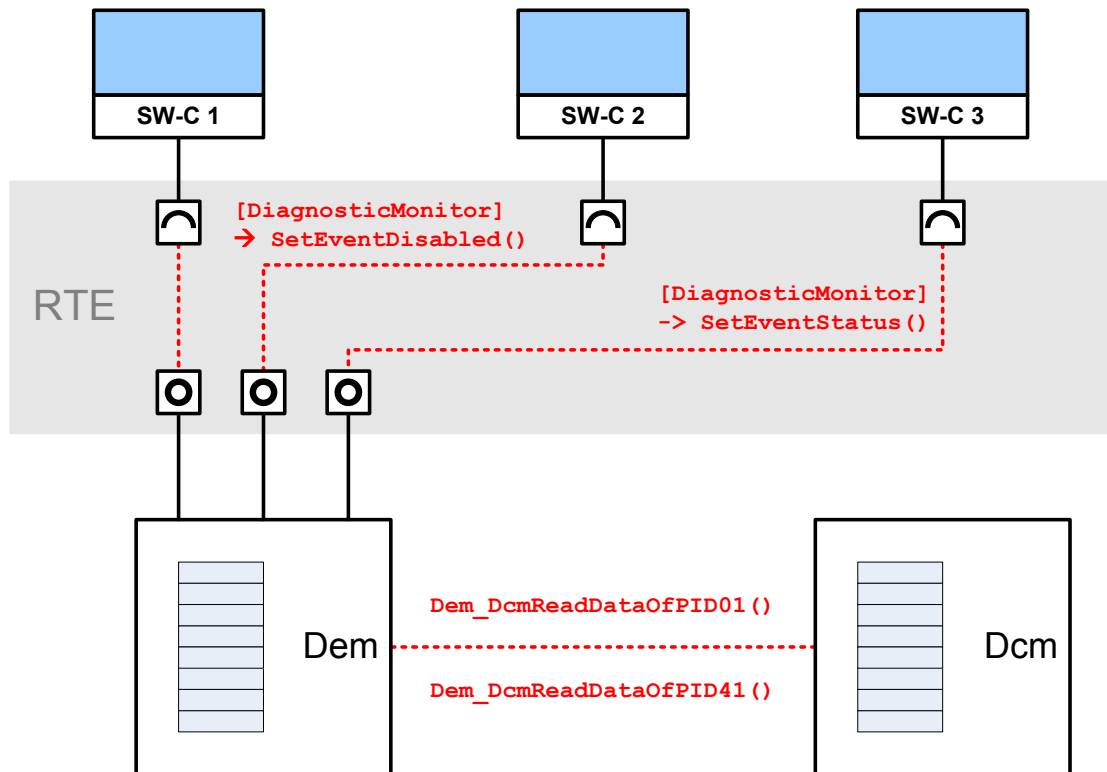 SW-C 1
SW-C 2
SW-C 3
[DiagnosticMonitor]
→ SetEventDisabled()
[DiagnosticMonitor]
-> SetEventStatus()
RTE
Dem_DcmReadDataOfPID01()
Dem
Dcm
Dem_DcmReadDataOfPID41()